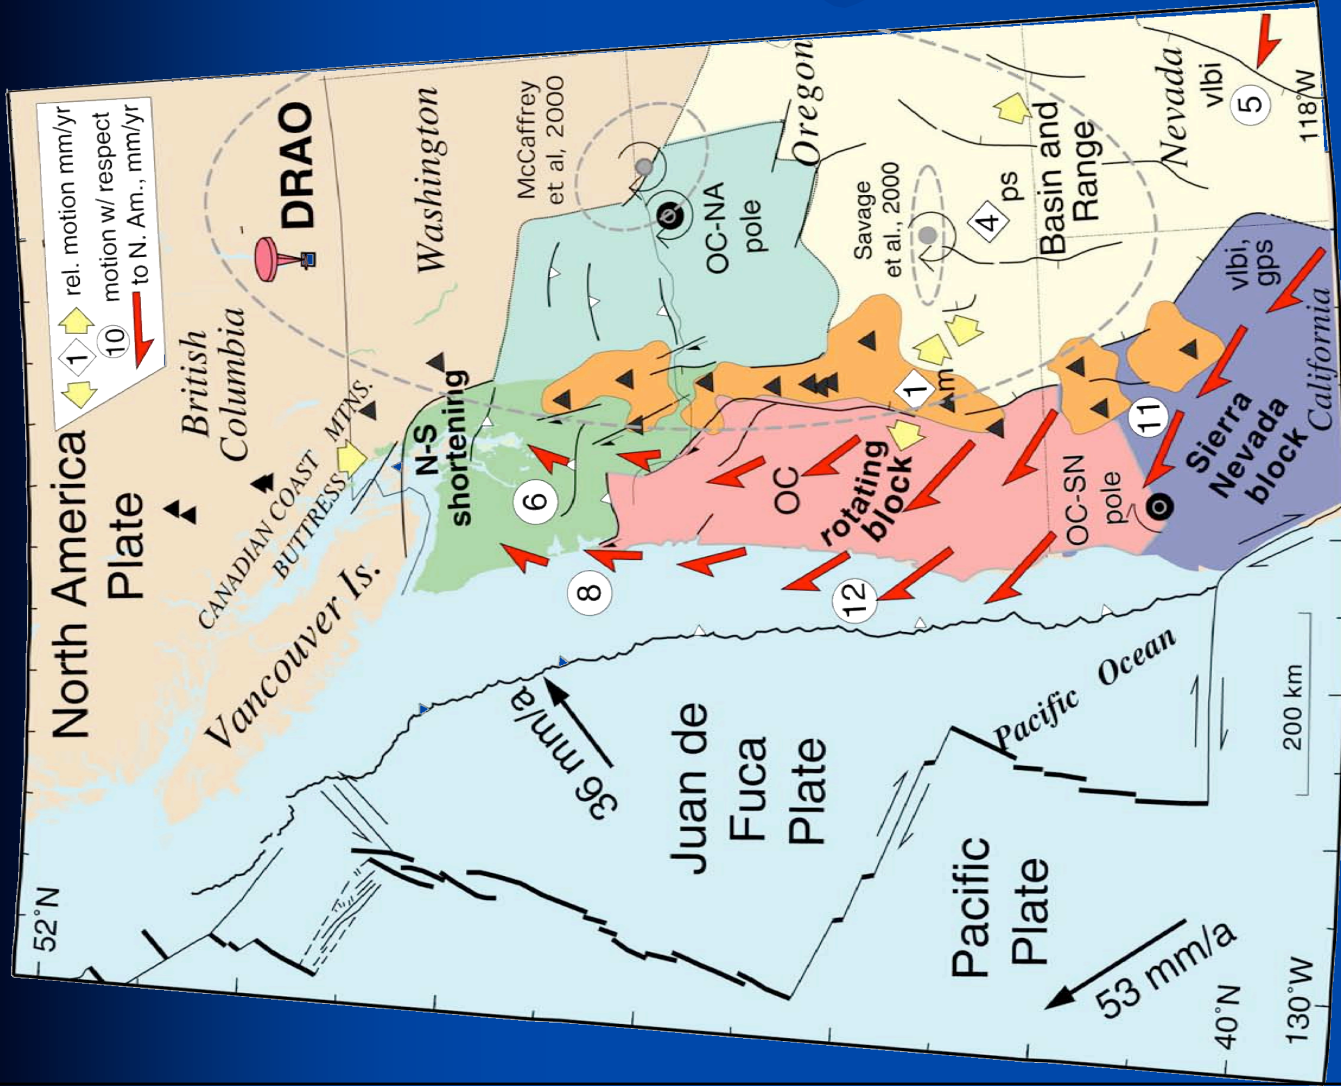 North America
Plate
1 rel. motion mm/yr
10 motion w/ respect
to N. Am., mm/yr
52°N
British
Columbia
DRAO
CANADIAN COAST MTNS.
BUTTRESS
Vancouver Is.
Washington
N-S
shortening
McCaffrey
et al, 2000
6
8
36 mm/a
Juan de
Fuca
Plate
OC-NA
pole
Oregon
OC
rotating
block
12
Savage
et al., 2000
4
ps
1
m
Basin and
Range
Nevada
vlbi
5
118°W
Pacific
Plate
53 mm/a
Pacific Ocean
OC-SN
pole
11
Sierra
Nevada
block
vlbi,
gps
California
200 km
40°N
130°W